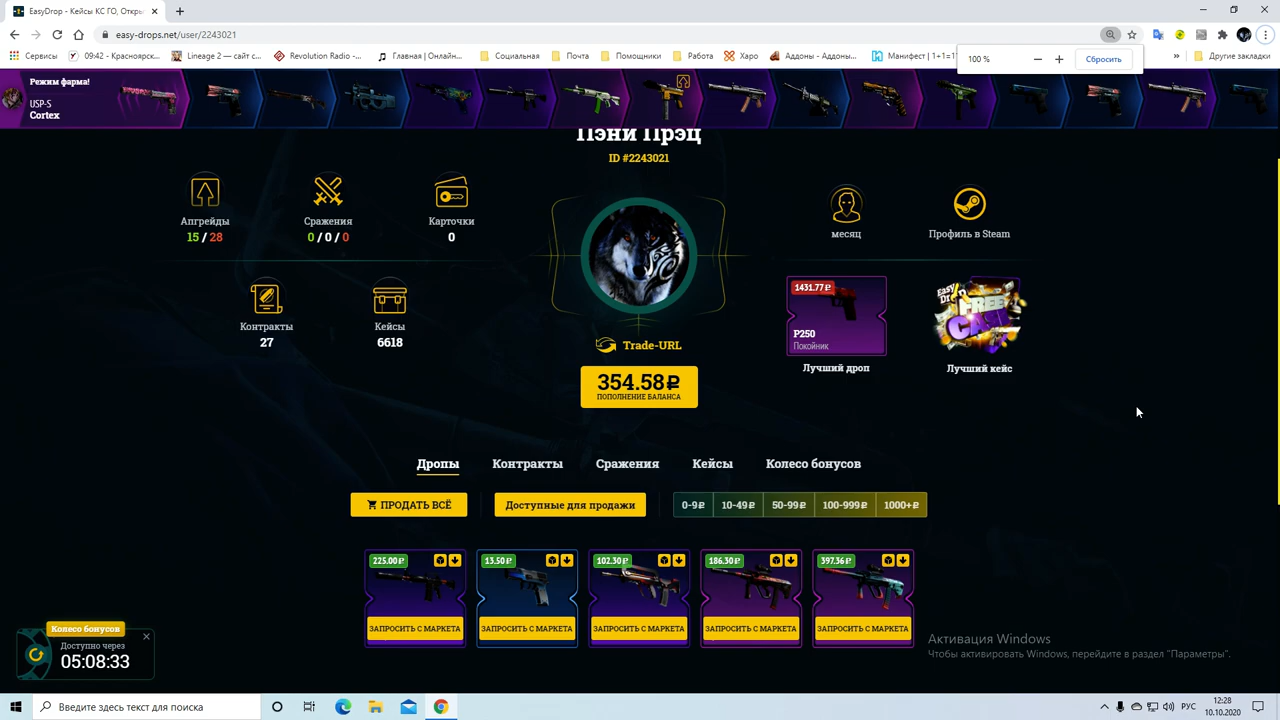 EasyDrop - Кейсы КС ГО, Откры
easy-drops.net/user/2243021
Сервисы
09:42 - Красноярск...
Lineage 2 — сайт с...
Revolution Radio -...
Главная | Онлайн...
Социальная
Почта
Помощники
Работа
Харо
Аддоны - Аддоны...
Манифест | 1+1=1
»
Другие закладки
100 %
Сбросить
Режим фарма!
USP-S
Cortex
Пэни Прэц
ID #2243021
Апгрейды
15 / 28
Сражения
0 / 0 / 0
Карточки
0
Контракты
27
Кейсы
6618
месяц
Профиль в Steam
Trade-URL
354.58₽
ПОПОЛНЕНИЕ БАЛАНСА
1431.77₽
P250
Покойник
Лучший дроп
Easy Drop
FREE
Лучший кейс
Дропы
Контракты
Сражения
Кейсы
Колесо бонусов
ПРОДАТЬ ВСЁ
Доступные для продажи
0-9₽
10-49₽
50-99₽
100-999₽
1000+₽
225.00₽
13.50₽
102.30₽
186.30₽
397.36₽
ЗАПРОСИТЬ С МАРКЕТА
ЗАПРОСИТЬ С МАРКЕТА
ЗАПРОСИТЬ С МАРКЕТА
ЗАПРОСИТЬ С МАРКЕТА
ЗАПРОСИТЬ С МАРКЕТА
Колесо бонусов
Доступно через
05:08:33
Активация Windows
Чтобы активировать Windows, перейдите в раздел "Параметры".
Введите здесь текст для поиска
РУС
12:28
10.10.2020